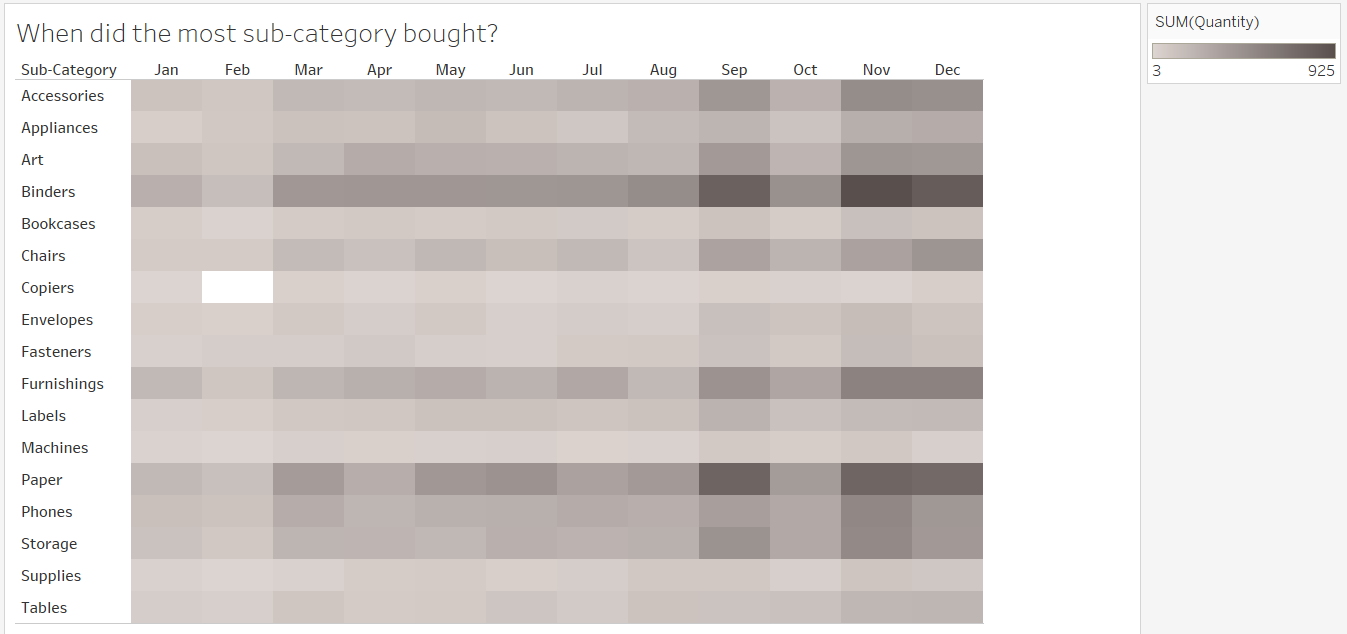 When did the most sub-category bought?
SUM(Quantity)
3 925
Sub-Category Jan Feb Mar Apr May Jun Jul Aug Sep Oct Nov Dec
Accessories
Appliances
Art
Binders
Bookcases
Chairs
Copiers
Envelopes
Fasteners
Furnishings
Labels
Machines
Paper
Phones
Storage
Supplies
Tables